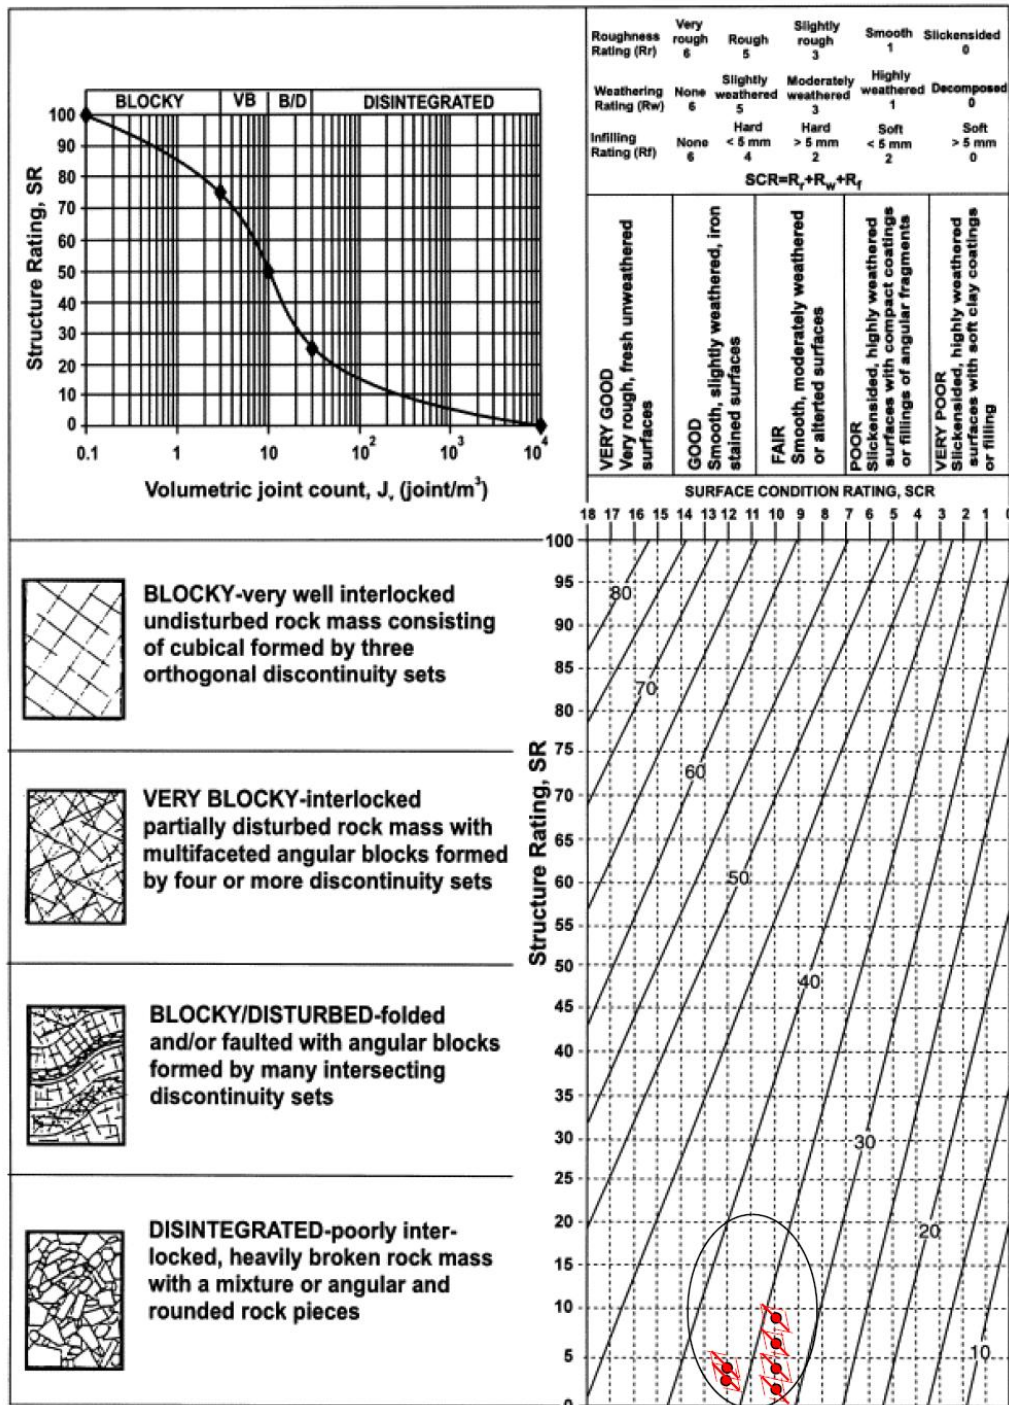 Roughness Rating (Rr) Very rough 6 Rough 5 Slightly rough 3 Smooth 1 Slickensided 0
Weathering Rating (Rw) None 6 Slightly weathered 5 Moderately weathered 3 Highly weathered 1 Decomposed 0
Infilling Rating (Rf) None 6 Hard < 5 mm 4 Hard > 5 mm 2 Soft < 5 mm 2 Soft > 5 mm 0
SCR=Rr+Rw+Rf
BLOCKY VB B/D DISINTEGRATED
Structure Rating, SR
100
90
80
70
60
50
40
30
20
10
0
0.1 1 10 10² 10³ 10⁴
Volumetric joint count, Jv (joint/m³)
VERY GOOD
Very rough, fresh unweathered
surfaces
GOOD
Smooth, slightly weathered, iron
stained surfaces
FAIR
Smooth, moderately weathered
or alterted surfaces
POOR
Slickensided, highly weathered
surfaces with compact coatings
or fillings of angular fragments
VERY POOR
Slickensided, highly weathered
surfaces with soft clay coatings
or filling
SURFACE CONDITION RATING, SCR
18 17 16 15 14 13 12 11 10 9 8 7 6 5 4 3 2 1 0
BLOCKY-very well interlocked
undisturbed rock mass consisting
of cubical formed by three
orthogonal discontinuity sets
VERY BLOCKY-interlocked
partially disturbed rock mass with
multifaceted angular blocks formed
by four or more discontinuity sets
BLOCKY/DISTURBED-folded
and/or faulted with angular blocks
formed by many intersecting
discontinuity sets
DISINTEGRATED-poorly inter-
locked, heavily broken rock mass
with a mixture or angular and
rounded rock pieces
Structure Rating, SR
100
95
90
85
80
75
70
65
60
55
50
45
40
35
30
25
20
15
10
5
0
80
70
60
50
40
30
20
10